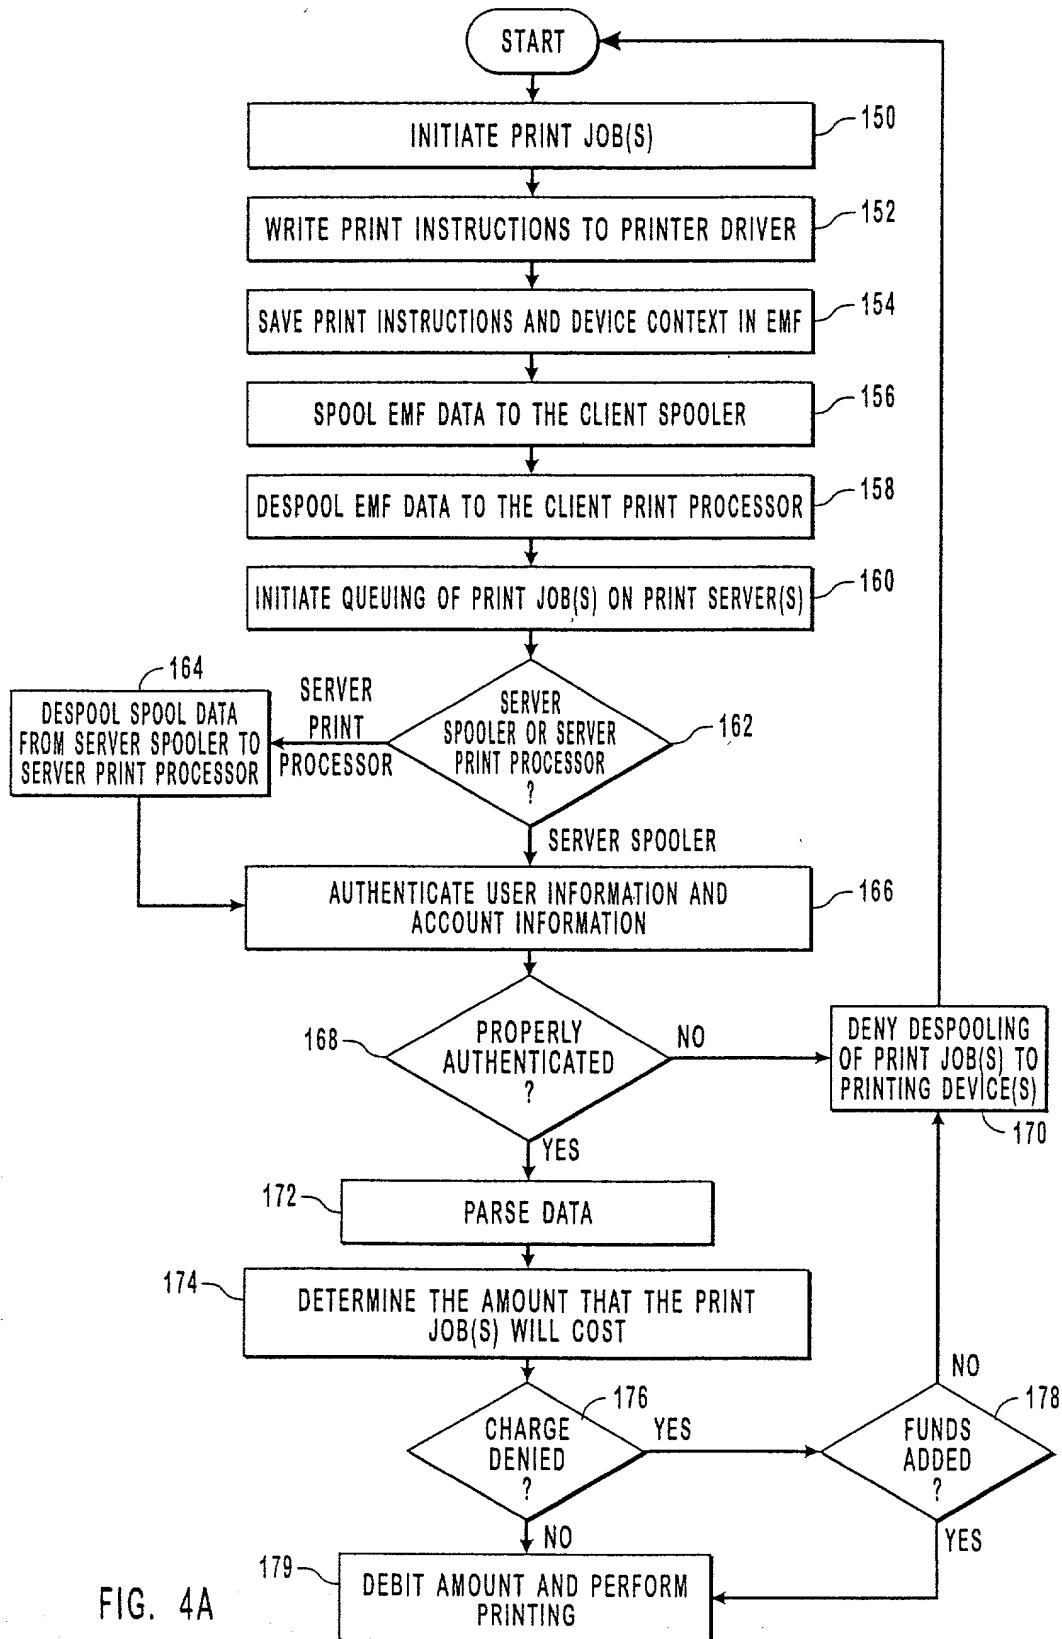 START
INITIATE PRINT JOB(S)
150
WRITE PRINT INSTRUCTIONS TO PRINTER DRIVER
152
SAVE PRINT INSTRUCTIONS AND DEVICE CONTEXT IN EMF
154
SPOOL EMF DATA TO THE CLIENT SPOOLER
156
DESPOOL EMF DATA TO THE CLIENT PRINT PROCESSOR
158
INITIATE QUEUING OF PRINT JOB(S) ON PRINT SERVER(S)
160
SERVER
SPOOLER OR SERVER
PRINT PROCESSOR
?
162
SERVER
PRINT
PROCESSOR
164
DESPOOL SPOOL DATA
FROM SERVER SPOOLER TO
SERVER PRINT PROCESSOR
SERVER SPOOLER
AUTHENTICATE USER INFORMATION AND
ACCOUNT INFORMATION
166
168
PROPERLY
AUTHENTICATED
?
NO
DENY DESPOOLING
OF PRINT JOB(S) TO
PRINTING DEVICE(S)
170
YES
172
PARSE DATA
174
DETERMINE THE AMOUNT THAT THE PRINT
JOB(S) WILL COST
176
CHARGE
DENIED
?
YES
NO
178
FUNDS
ADDED
?
NO
YES
179
DEBIT AMOUNT AND PERFORM
PRINTING
FIG. 4A